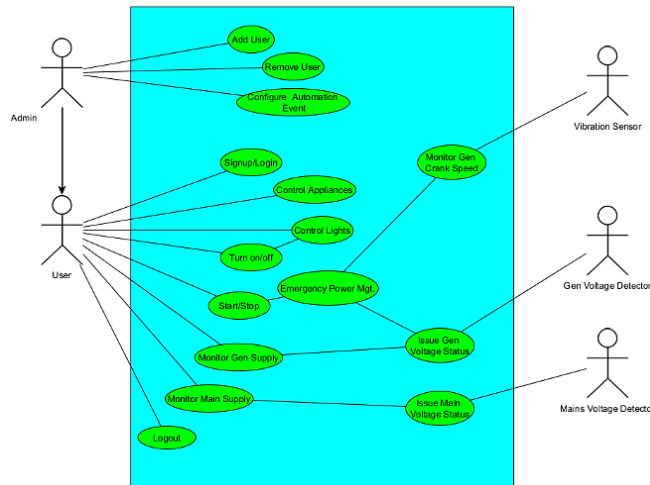 Add User
Remove User
Configure Automation
Event
Admin
Vibration Sensor
Monitor Gen
Crank Speed
Signup/Login
Control Appliances
Control Lights
Turn on/off
User
Emergency Power Mgt.
Gen Voltage Detector
Start/Stop
Issue Gen
Voltage Status
Monitor Gen Supply
Monitor Main Supply
Issue Main
Voltage Status
Mains Voltage Detector
Logout